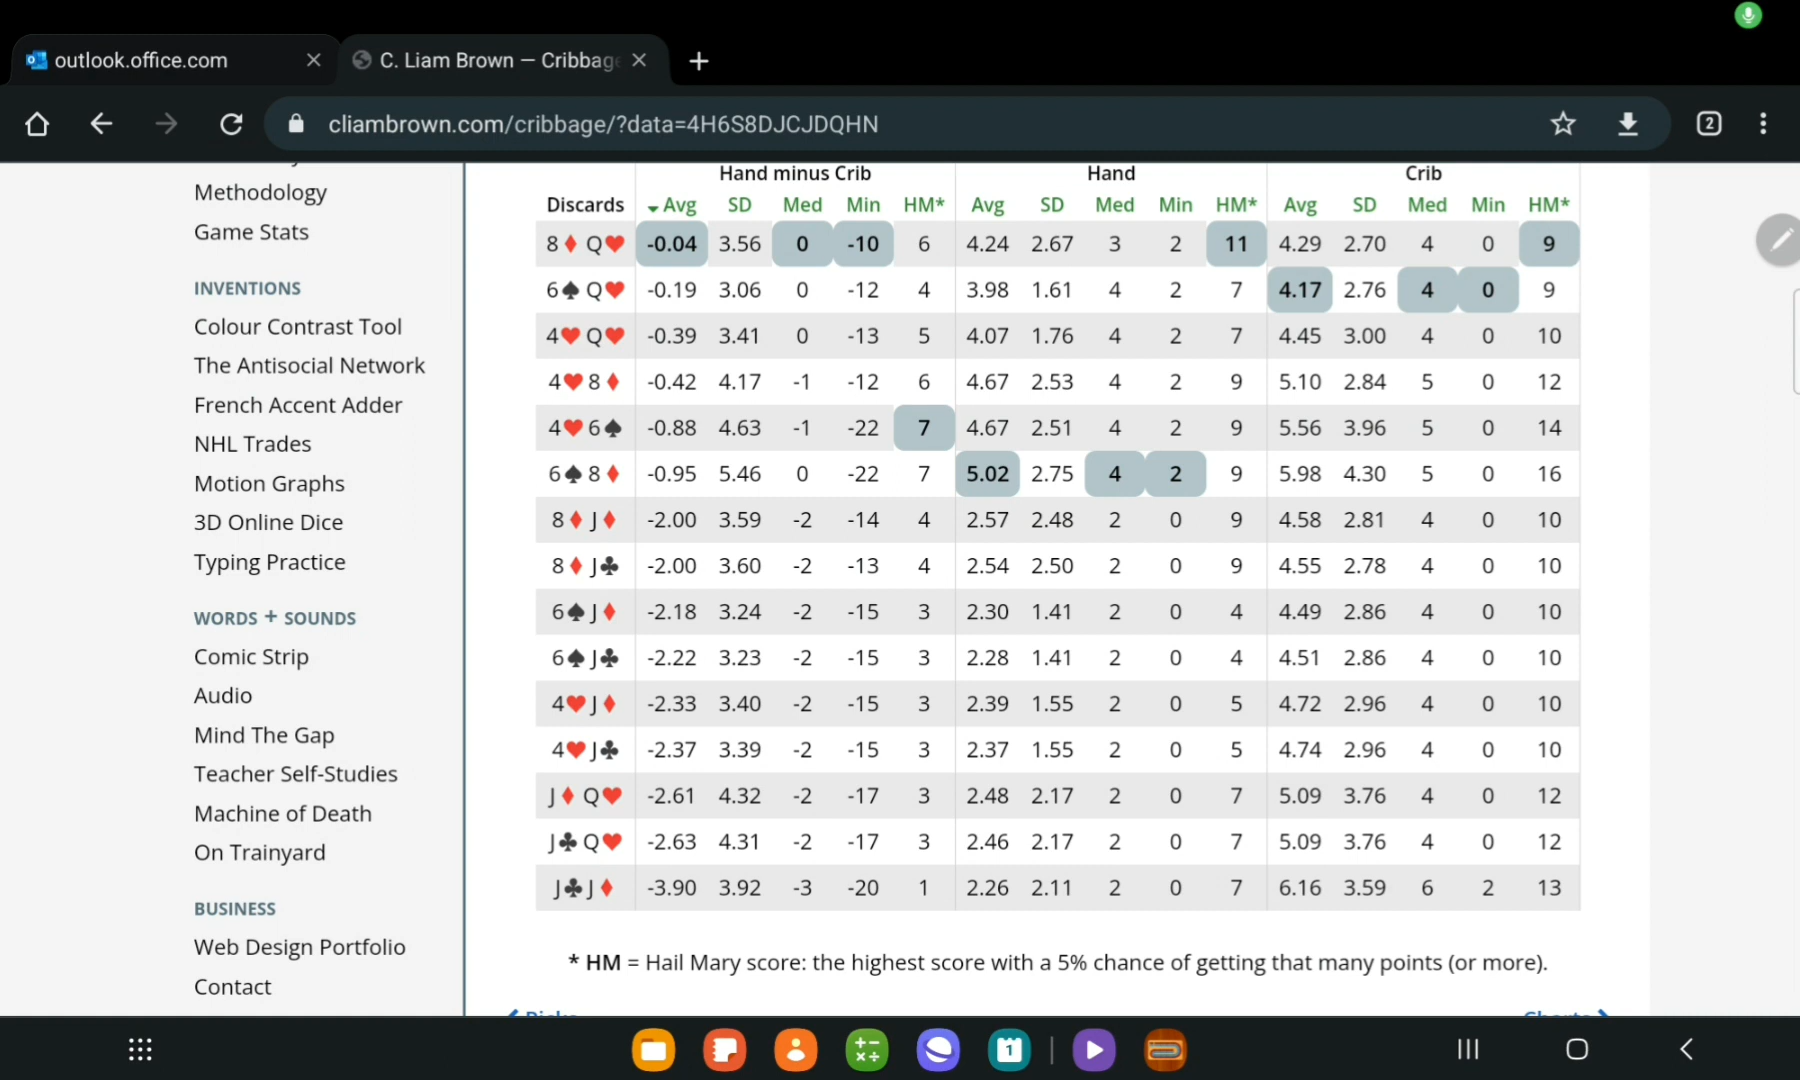 outlook.office.com
C. Liam Brown — Cribbag
cliambrown.com/cribbage/?data=4H6S8DJCJDQHN
2
Methodology
Game Stats
INVENTIONS
Colour Contrast Tool
The Antisocial Network
French Accent Adder
NHL Trades
Motion Graphs
3D Online Dice
Typing Practice
WORDS + SOUNDS
Comic Strip
Audio
Mind The Gap
Teacher Self-Studies
Machine of Death
On Trainyard
BUSINESS
Web Design Portfolio
Contact
Hand minus Crib Hand Crib
Discards Avg SD Med Min HM* Avg SD Med Min HM* Avg SD Med Min HM*
8♦ Q♥ -0.04 3.56 0 -10 6 4.24 2.67 3 2 11 4.29 2.70 4 0 9
6♠ Q♥ -0.19 3.06 0 -12 4 3.98 1.61 4 2 7 4.17 2.76 4 0 9
4♥ Q♥ -0.39 3.41 0 -13 5 4.07 1.76 4 2 7 4.45 3.00 4 0 10
4♥ 8♦ -0.42 4.17 -1 -12 6 4.67 2.53 4 2 9 5.10 2.84 5 0 12
4♥ 6♠ -0.88 4.63 -1 -22 7 4.67 2.51 4 2 9 5.56 3.96 5 0 14
6♠ 8♦ -0.95 5.46 0 -22 7 5.02 2.75 4 2 9 5.98 4.30 5 0 16
8♦ J♦ -2.00 3.59 -2 -14 4 2.57 2.48 2 0 9 4.58 2.81 4 0 10
8♦ J♣ -2.00 3.60 -2 -13 4 2.54 2.50 2 0 9 4.55 2.78 4 0 10
6♠ J♦ -2.18 3.24 -2 -15 3 2.30 1.41 2 0 4 4.49 2.86 4 0 10
6♠ J♣ -2.22 3.23 -2 -15 3 2.28 1.41 2 0 4 4.51 2.86 4 0 10
4♥ J♦ -2.33 3.40 -2 -15 3 2.39 1.55 2 0 5 4.72 2.96 4 0 10
4♥ J♣ -2.37 3.39 -2 -15 3 2.37 1.55 2 0 5 4.74 2.96 4 0 10
J♦ Q♥ -2.61 4.32 -2 -17 3 2.48 2.17 2 0 7 5.09 3.76 4 0 12
J♣ Q♥ -2.63 4.31 -2 -17 3 2.46 2.17 2 0 7 5.09 3.76 4 0 12
J♣ J♦ -3.90 3.92 -3 -20 1 2.26 2.11 2 0 7 6.16 3.59 6 2 13
* HM = Hail Mary score: the highest score with a 5% chance of getting that many points (or more).
1